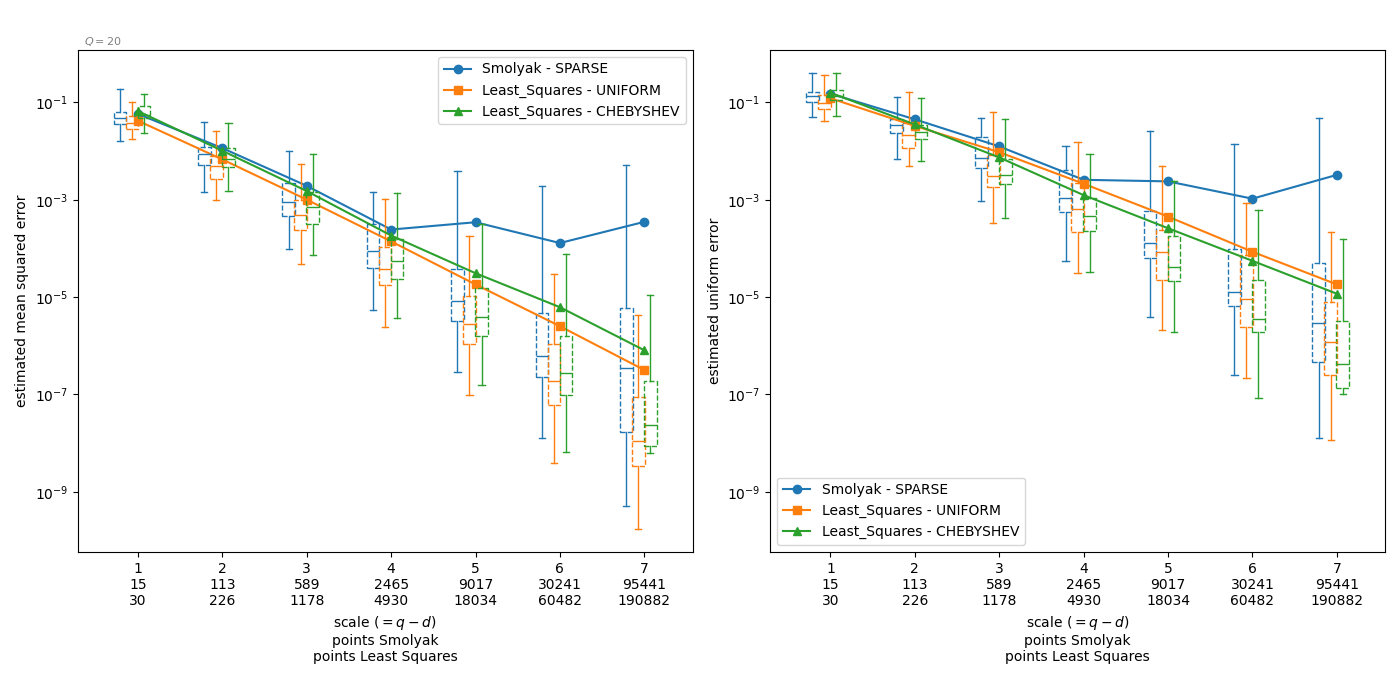 Q = 20
Smolyak - SPARSE
Least_Squares - UNIFORM
Least_Squares - CHEBYSHEV
estimated mean squared error
10⁻¹
10⁻³
10⁻⁵
10⁻⁷
10⁻⁹
1 2 3 4 5 6 7
15 113 589 2465 9017 30241 95441
30 226 1178 4930 18034 60482 190882
scale (= q − d)
points Smolyak
points Least Squares
estimated uniform error
10⁻¹
10⁻³
10⁻⁵
10⁻⁷
10⁻⁹
Smolyak - SPARSE
Least_Squares - UNIFORM
Least_Squares - CHEBYSHEV
1 2 3 4 5 6 7
15 113 589 2465 9017 30241 95441
30 226 1178 4930 18034 60482 190882
scale (= q − d)
points Smolyak
points Least Squares